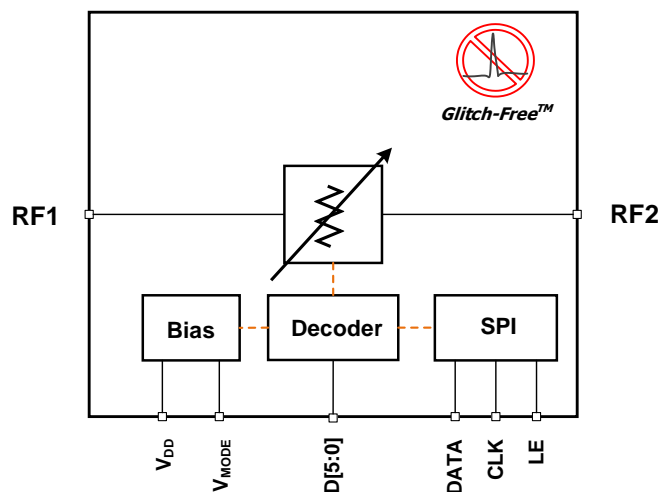 Glitch-Free™
RF1
RF2
Bias
Decoder
SPI
VDD
VMODE
D[5:0]
DATA
CLK
LE